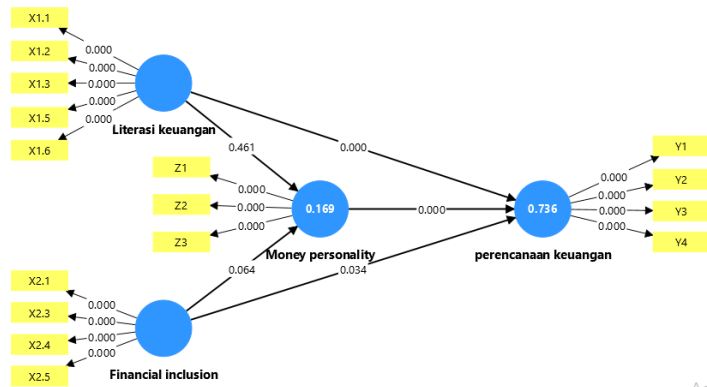 X1.1
X1.2
X1.3
X1.5
X1.6
0.000
0.000
0.000
0.000
0.000
Literasi keuangan
0.461
0.000
Z1
Z2
Z3
0.000
0.000
0.000
0.169
Money personality
0.000
0.736
perencanaan keuangan
Y1
Y2
Y3
Y4
0.000
0.000
0.000
0.000
0.064
0.034
X2.1
X2.3
X2.4
X2.5
0.000
0.000
0.000
0.000
Financial inclusion